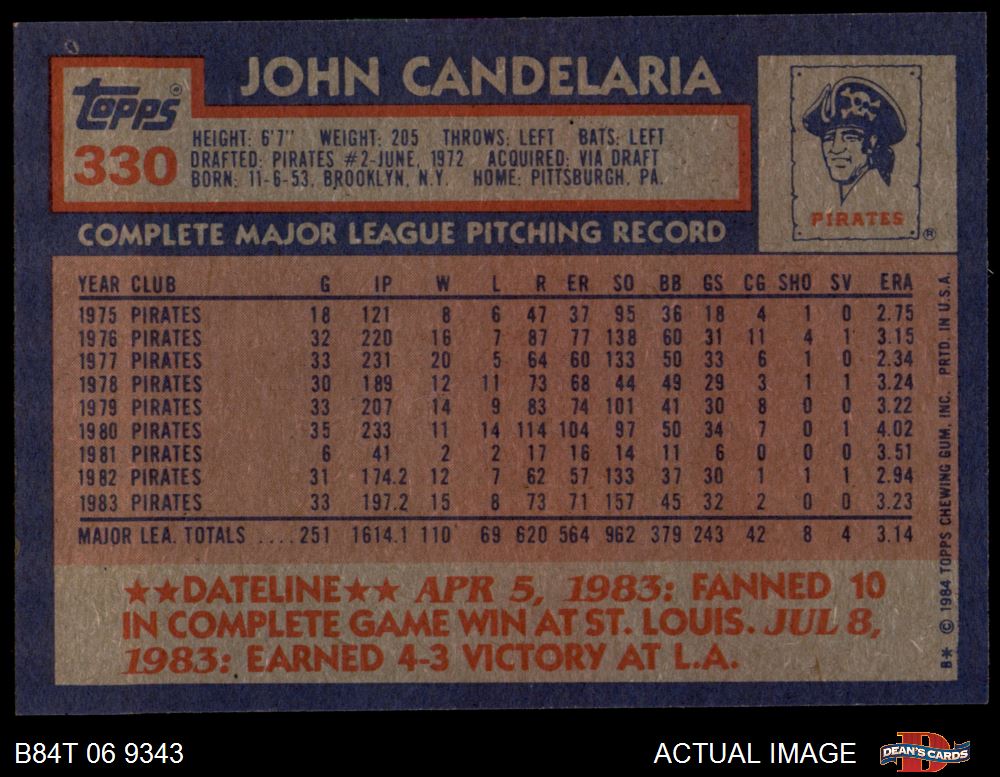 JOHN CANDELARIA
Topps®
330
HEIGHT: 6'7" WEIGHT: 205 THROWS: LEFT BATS: LEFT
DRAFTED: PIRATES #2-JUNE, 1972 ACQUIRED: VIA DRAFT
BORN: 11-6-53, BROOKLYN, N.Y. HOME: PITTSBURGH, PA.
PIRATES®
COMPLETE MAJOR LEAGUE PITCHING RECORD
YEAR CLUB G IP W L R ER SO BB GS CG SHO SV ERA
1975 PIRATES 18 121 8 6 47 37 95 36 18 4 1 0 2.75
1976 PIRATES 32 220 16 7 87 77 138 60 31 11 4 1 3.15
1977 PIRATES 33 231 20 5 64 60 133 50 33 6 1 0 2.34
1978 PIRATES 30 189 12 11 73 68 44 49 29 3 1 1 3.24
1979 PIRATES 33 207 14 9 83 74 101 41 30 8 0 0 3.22
1980 PIRATES 35 233 11 14 114 104 97 50 34 7 0 1 4.02
1981 PIRATES 6 41 2 2 17 16 14 11 6 0 0 0 3.51
1982 PIRATES 31 174.2 12 7 62 57 133 37 30 1 1 1 2.94
1983 PIRATES 33 197.2 15 8 73 71 157 45 32 2 0 0 3.23
MAJOR LEA. TOTALS ....251 1614.1 110 69 620 564 962 379 243 42 8 4 3.14
★★DATELINE★★ APR 5, 1983: FANNED 10
IN COMPLETE GAME WIN AT ST. LOUIS. JUL 8,
1983: EARNED 4-3 VICTORY AT L.A.
B* © 1984 TOPPS CHEWING GUM, INC. PRTD. IN U.S.A.
B84T 06 9343
ACTUAL IMAGE
DEAN'S CARDS